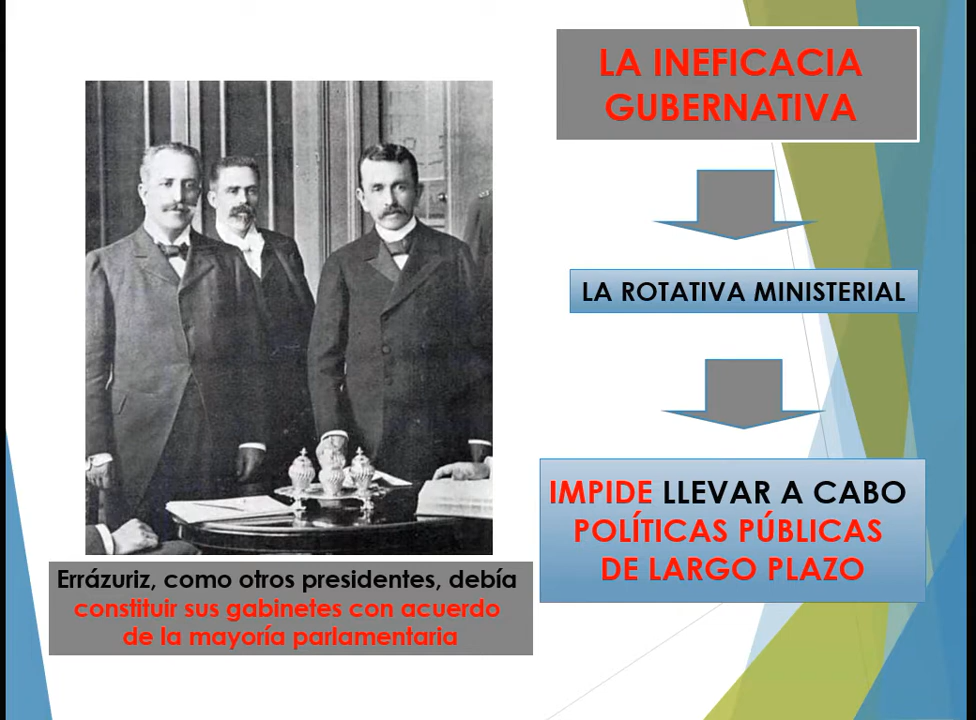 LA INEFICACIA
GUBERNATIVA
LA ROTATIVA MINISTERIAL
IMPIDE LLEVAR A CABO
POLÍTICAS PÚBLICAS
DE LARGO PLAZO
Errázuriz, como otros presidentes, debía
constituir sus gabinetes con acuerdo
de la mayoría parlamentaria